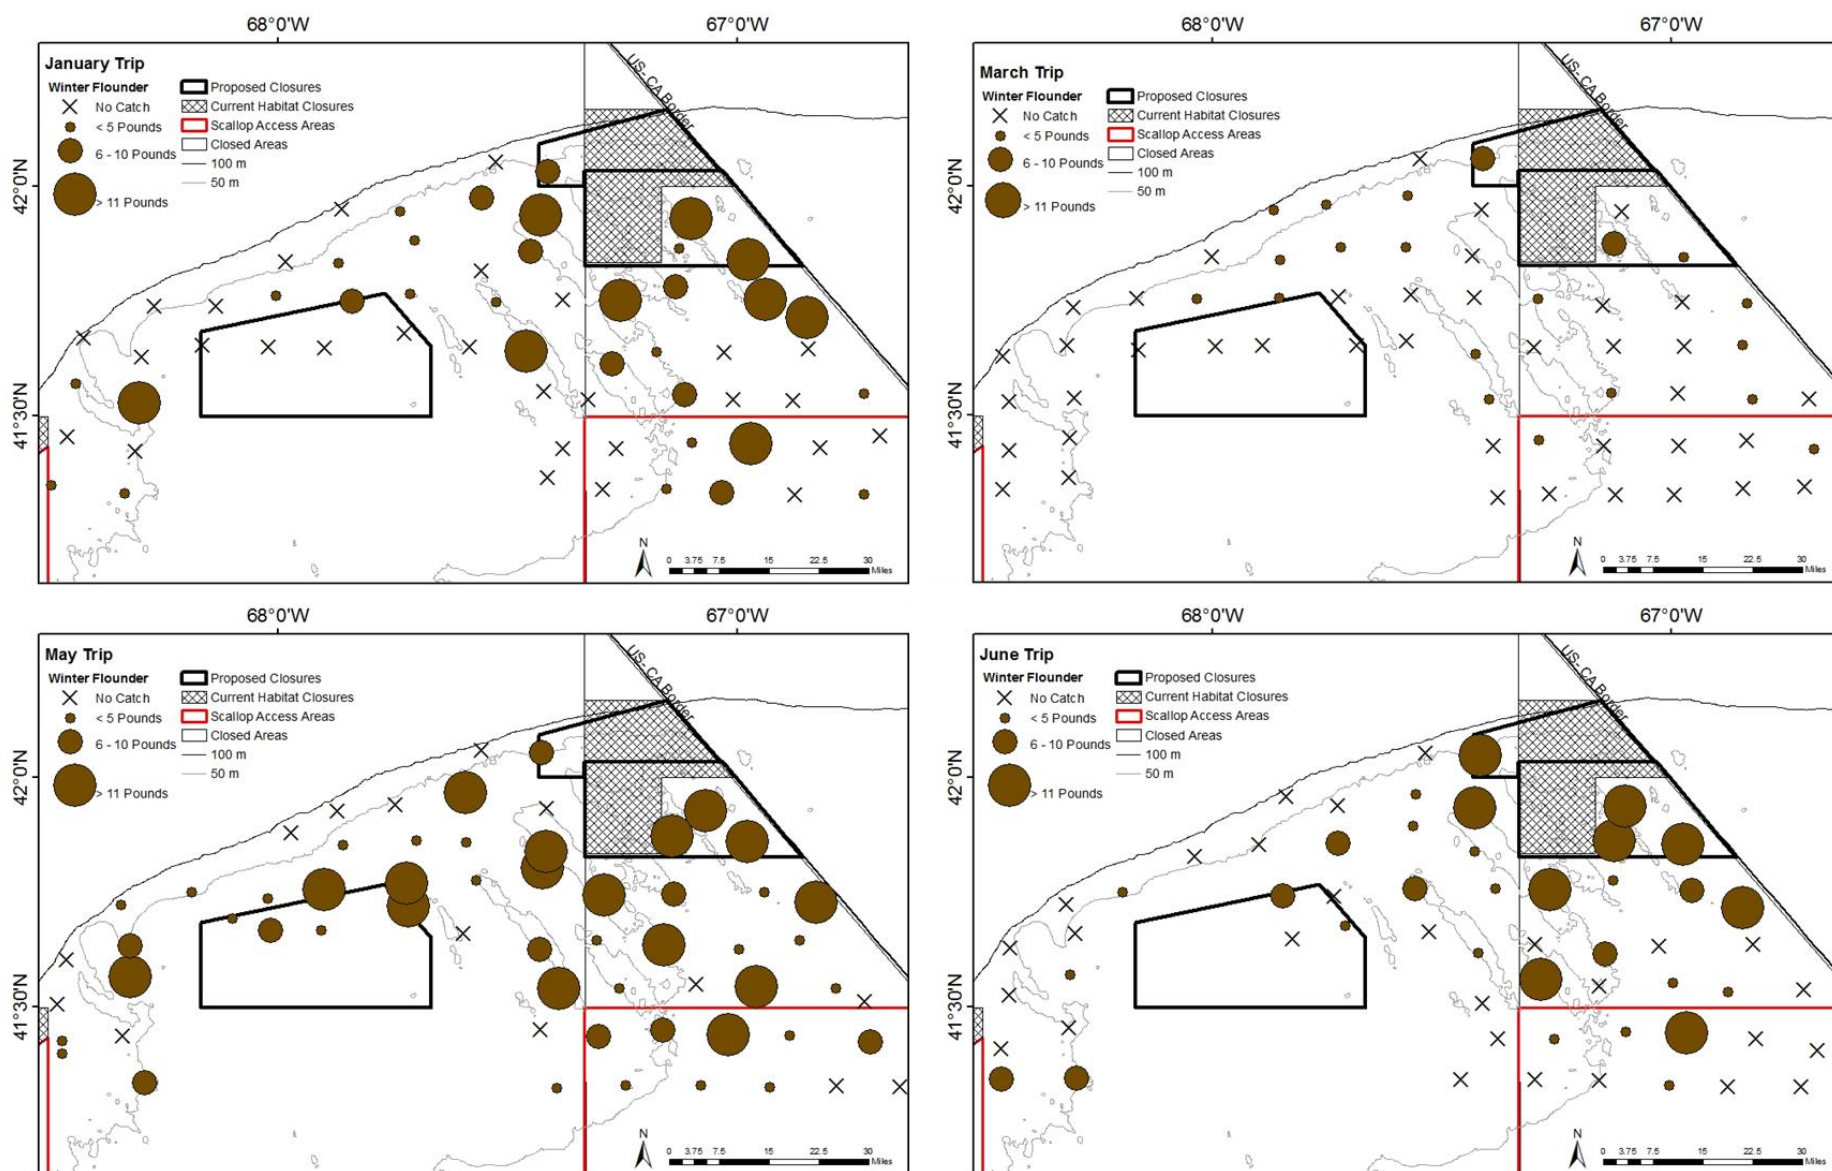 68°0'W
67°0'W
68°0'W
67°0'W
January Trip
Winter Flounder
No Catch
< 5 Pounds
6 - 10 Pounds
> 11 Pounds
Proposed Closures
Current Habitat Closures
Scallop Access Areas
Closed Areas
100 m
50 m
US- CA Border
42°0'N
41°30'N
N
0 3.75 7.5 15 22.5 30
Miles
March Trip
Winter Flounder
No Catch
< 5 Pounds
6 - 10 Pounds
> 11 Pounds
Proposed Closures
Current Habitat Closures
Scallop Access Areas
Closed Areas
100 m
50 m
US- CA Border
42°0'N
41°30'N
N
0 3.75 7.5 15 22.5 30
Miles
68°0'W
67°0'W
68°0'W
67°0'W
May Trip
Winter Flounder
No Catch
< 5 Pounds
6 - 10 Pounds
> 11 Pounds
Proposed Closures
Current Habitat Closures
Scallop Access Areas
Closed Areas
100 m
50 m
US- CA Border
42°0'N
41°30'N
N
0 3.75 7.5 15 22.5 30
Miles
June Trip
Winter Flounder
No Catch
< 5 Pounds
6 - 10 Pounds
> 11 Pounds
Proposed Closures
Current Habitat Closures
Scallop Access Areas
Closed Areas
100 m
50 m
US- CA Border
42°0'N
41°30'N
N
0 3.75 7.5 15 22.5 30
Miles